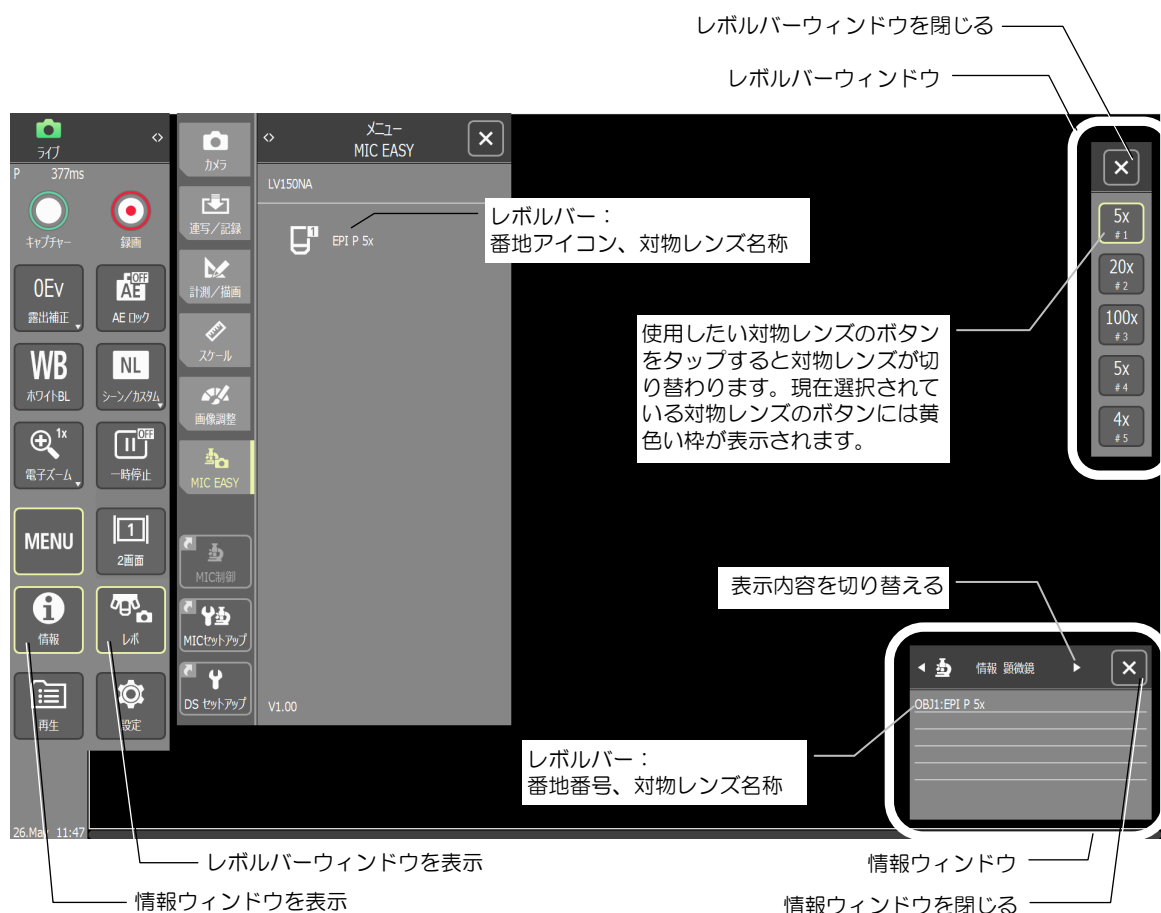 レボルバーウィンドウを閉じる
レボルバーウィンドウ
ライブ
P 377ms
キャプチャー
録画
0Ev
露出補正
OFF
AE
AE ロック
WB
ホワイトBL
NL
シーン/カスタム
1x
電子ズーム
OFF
一時停止
MENU
1
2画面
情報
レボ
再生
設定
26.May 11:47
カメラ
連写/記録
計測/描画
スケール
画像調整
MIC EASY
MIC制御
MICセットアップ
DS セットアップ
メニュー
MIC EASY
LV150NA
1
EPI P 5x
V1.00
レボルバー：
番地アイコン、対物レンズ名称
5x
#1
20x
#2
100x
#3
5x
#4
4x
#5
使用したい対物レンズのボタン
をタップすると対物レンズが切
り替わります。現在選択されて
いる対物レンズのボタンには黄
色い枠が表示されます。
表示内容を切り替える
情報 顕微鏡
OBJ1:EPI P 5x
レボルバー：
番地番号、対物レンズ名称
レボルバーウィンドウを表示
情報ウィンドウを表示
情報ウィンドウ
情報ウィンドウを閉じる